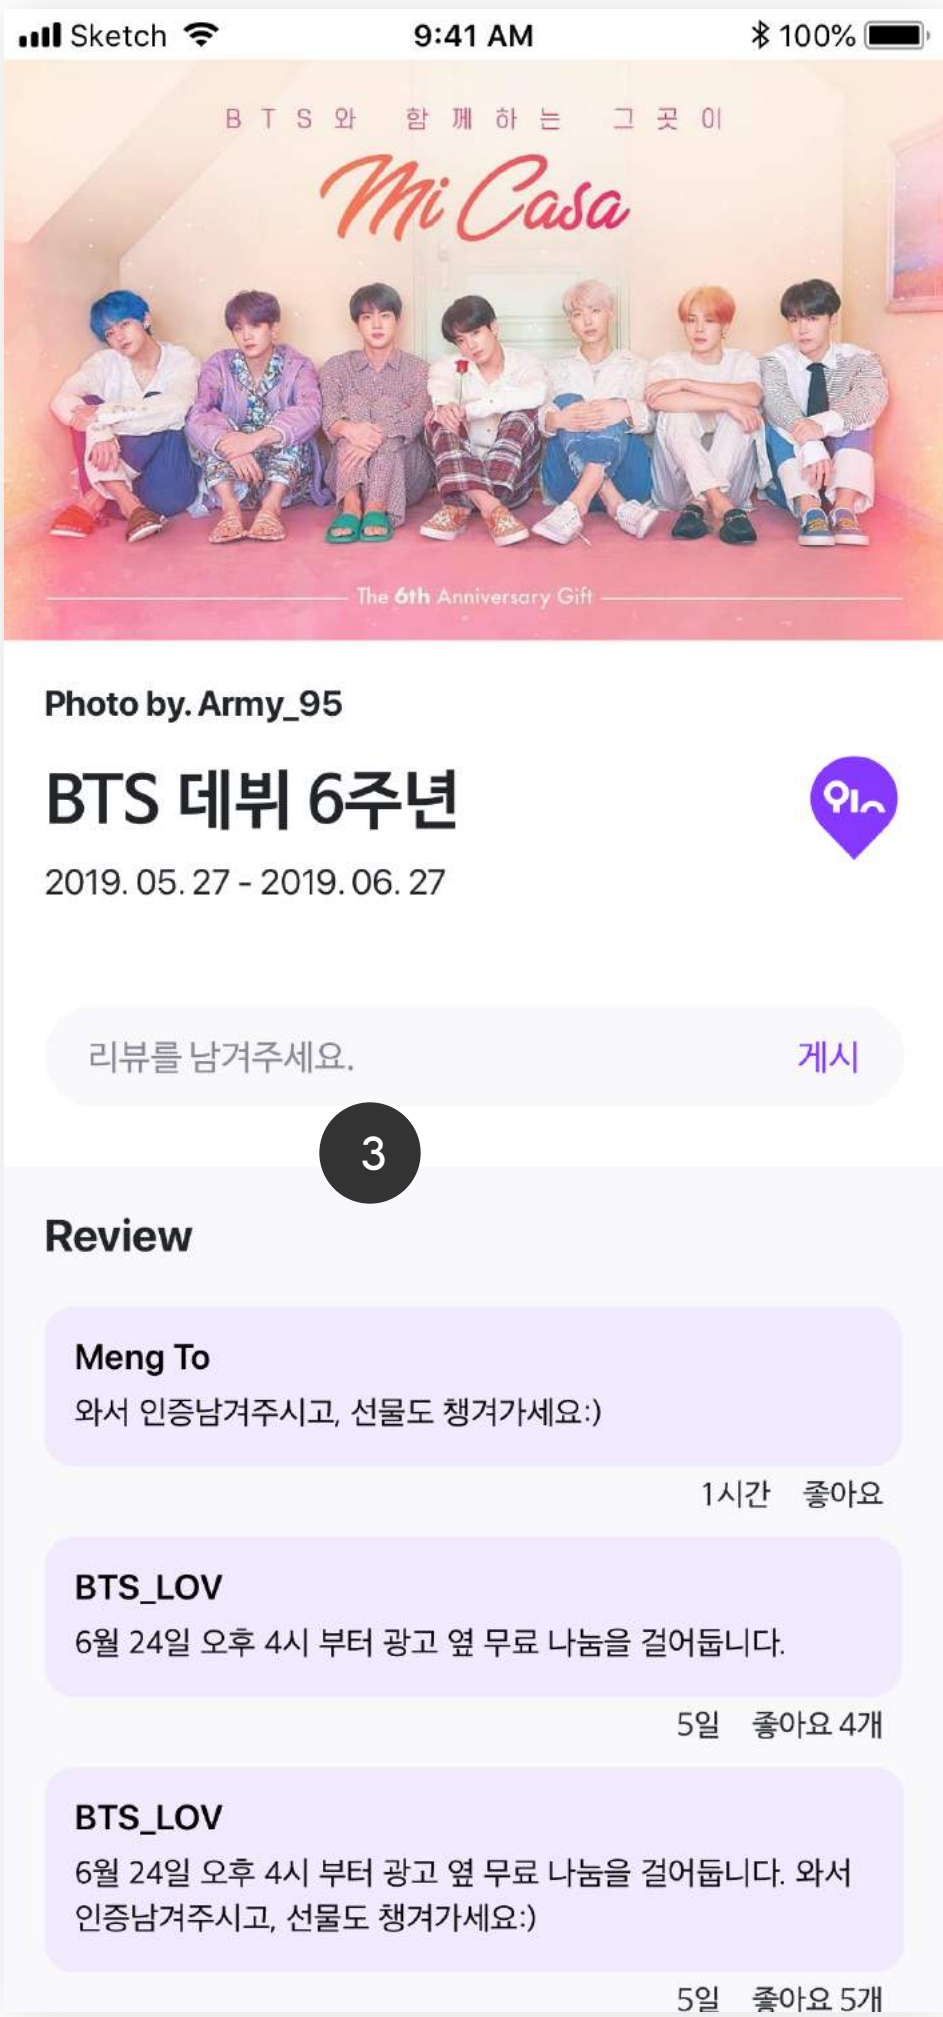 Sketch 9:41 AM 100%
BTS와 함께하는 그곳이
Mi Casa
The 6th Anniversary Gift
Photo by. Army_95
BTS 데뷔 6주년
2019. 05. 27 - 2019. 06. 27
리뷰를 남겨주세요. 게시
3
Review
Meng To
와서 인증남겨주시고, 선물도 챙겨가세요:)
1시간 좋아요
BTS_LOV
6월 24일 오후 4시 부터 광고 옆 무료 나눔을 걸어둡니다.
5일 좋아요 4개
BTS_LOV
6월 24일 오후 4시 부터 광고 옆 무료 나눔을 걸어둡니다. 와서
인증남겨주시고, 선물도 챙겨가세요:)
5일 좋아요 5개